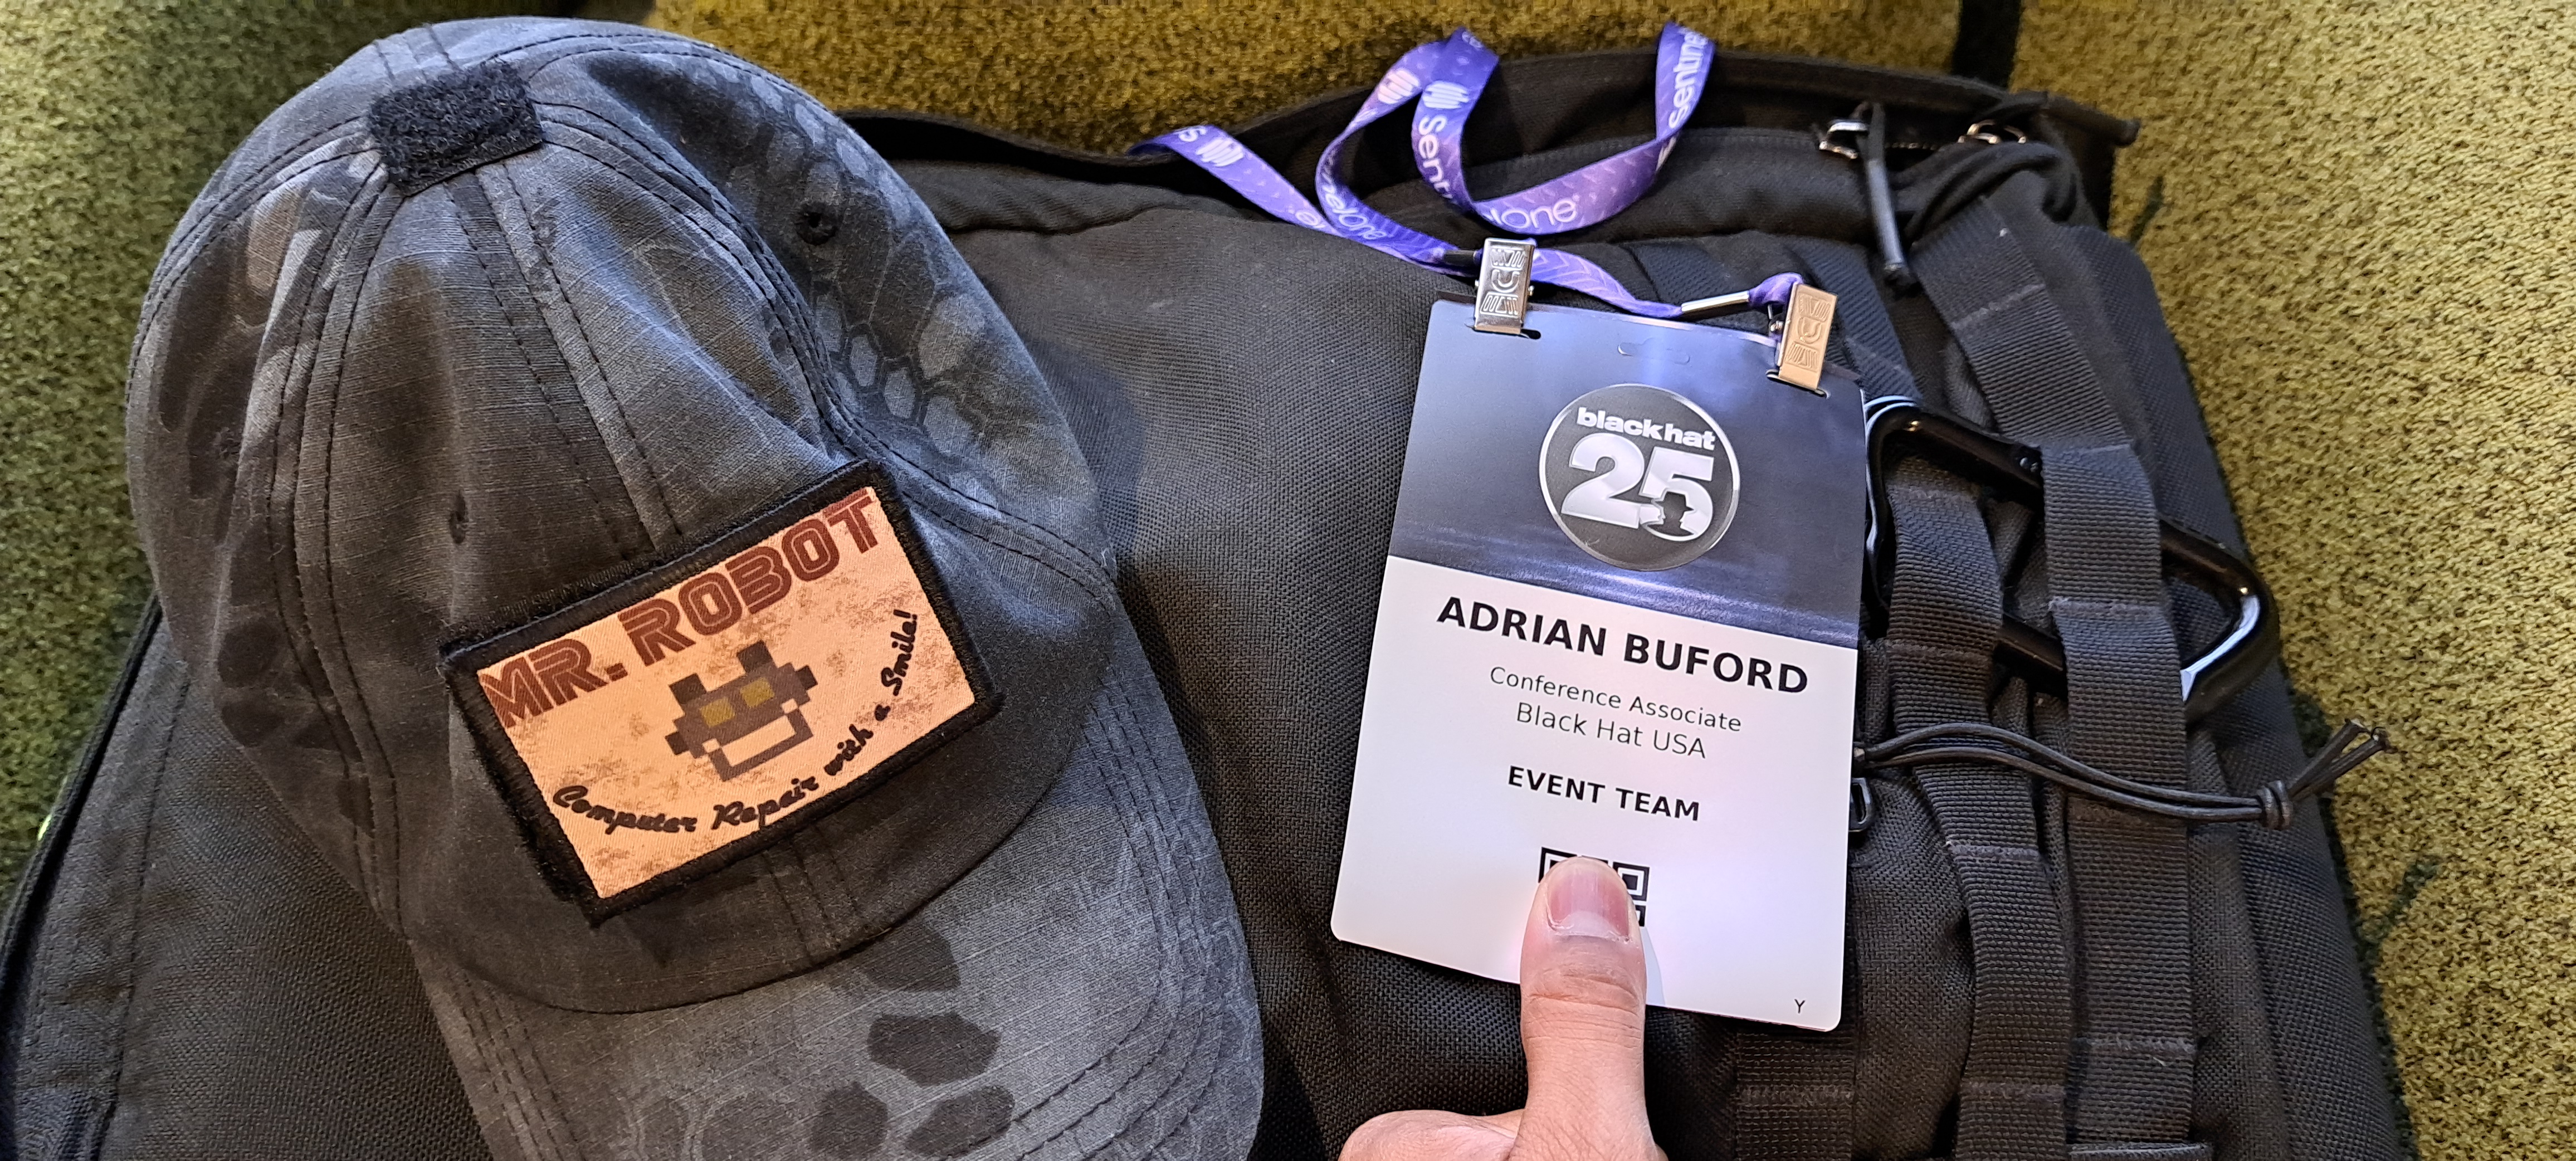 MR. ROBOT
Computer Repair with a Smile!
SentinelOne®
blackhat
25
ADRIAN BUFORD
Conference Associate
Black Hat USA
EVENT TEAM
Y